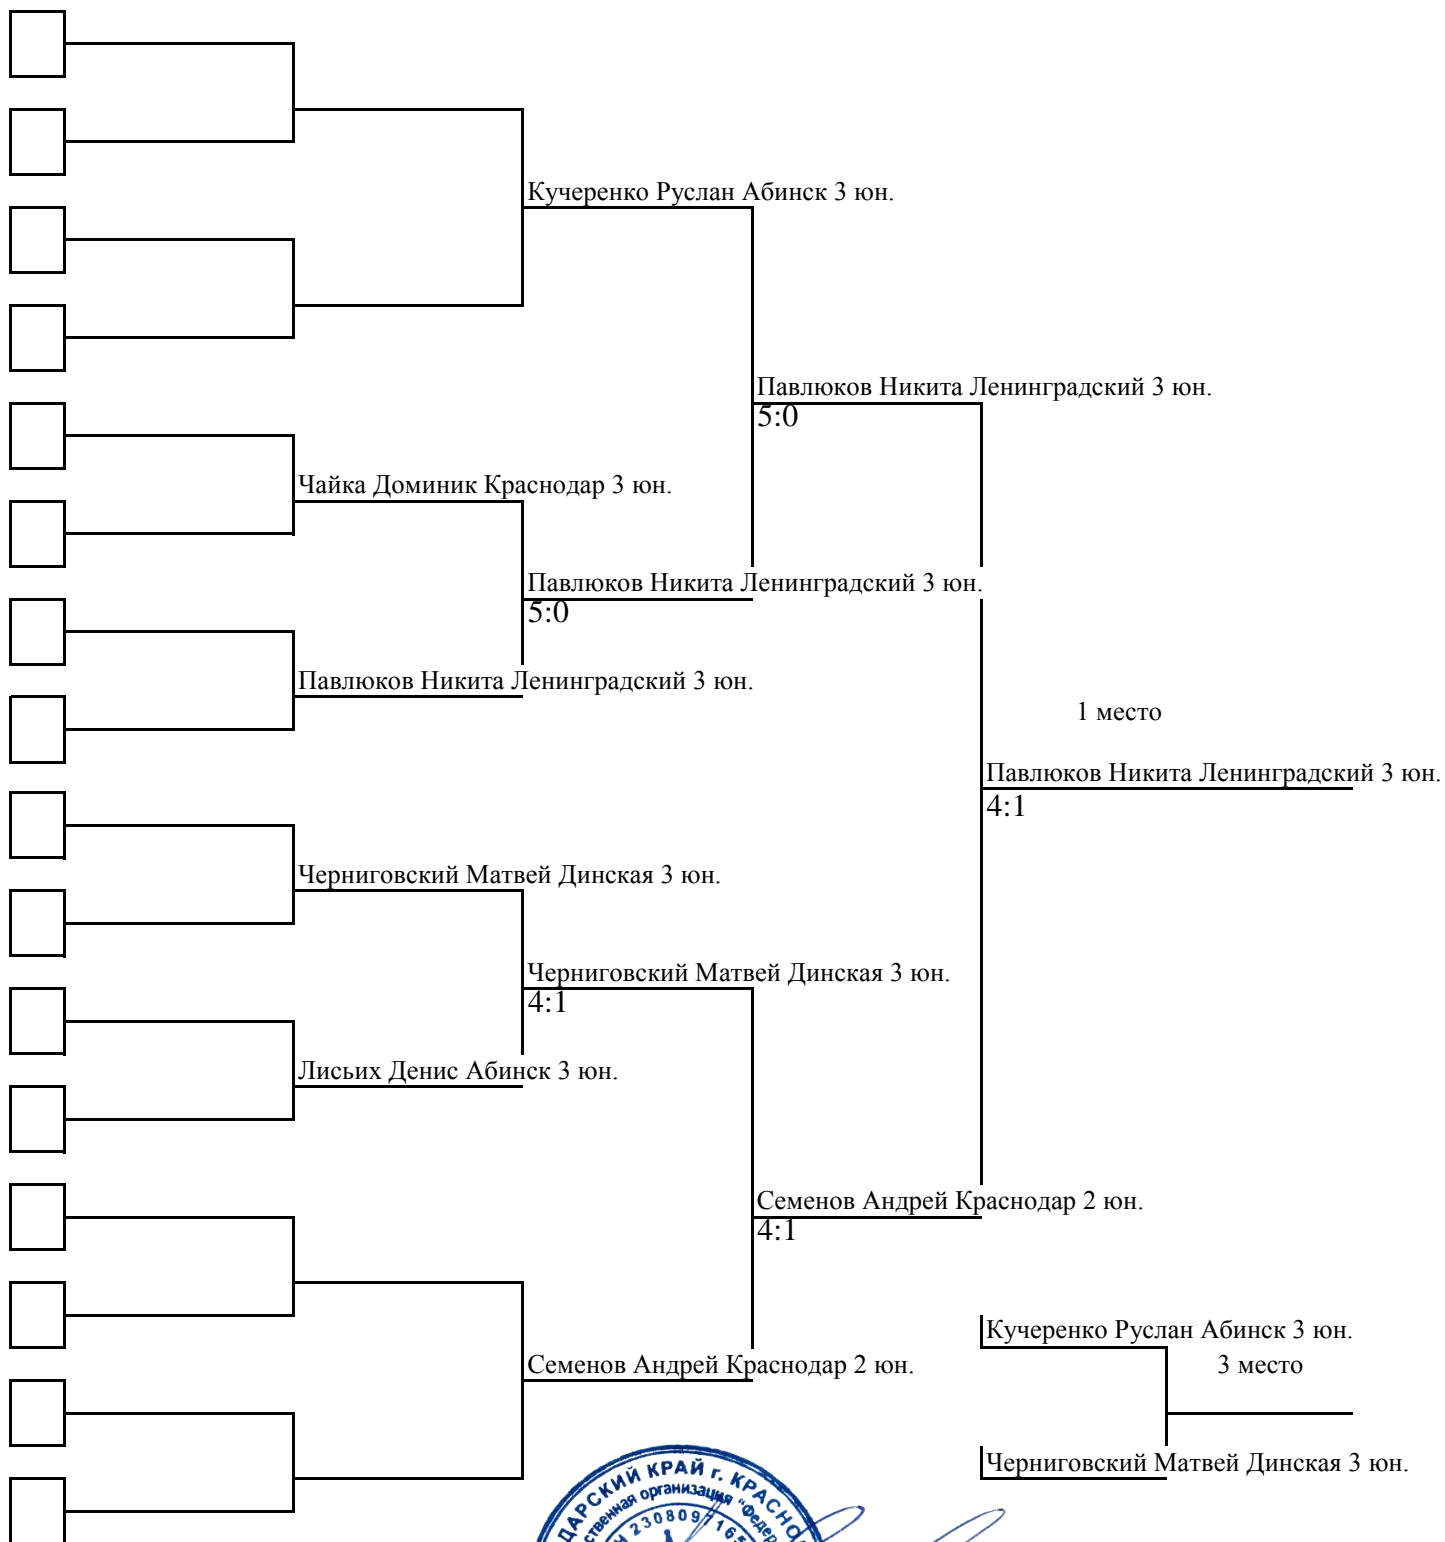 Кучеренко Руслан Абинск 3 юн.
Павлюков Никита Ленинградский 3 юн.
5:0
Чайка Доминик Краснодар 3 юн.
Павлюков Никита Ленинградский 3 юн.
5:0
Павлюков Никита Ленинградский 3 юн.
1 место
Павлюков Никита Ленинградский 3 юн.
4:1
Черниговский Матвей Динская 3 юн.
Черниговский Матвей Динская 3 юн.
4:1
Лисьих Денис Абинск 3 юн.
Семенов Андрей Краснодар 2 юн.
4:1
Кучеренко Руслан Абинск 3 юн.
Семенов Андрей Краснодар 2 юн.
3 место
Черниговский Матвей Динская 3 юн.
КРАЙ г.
организация